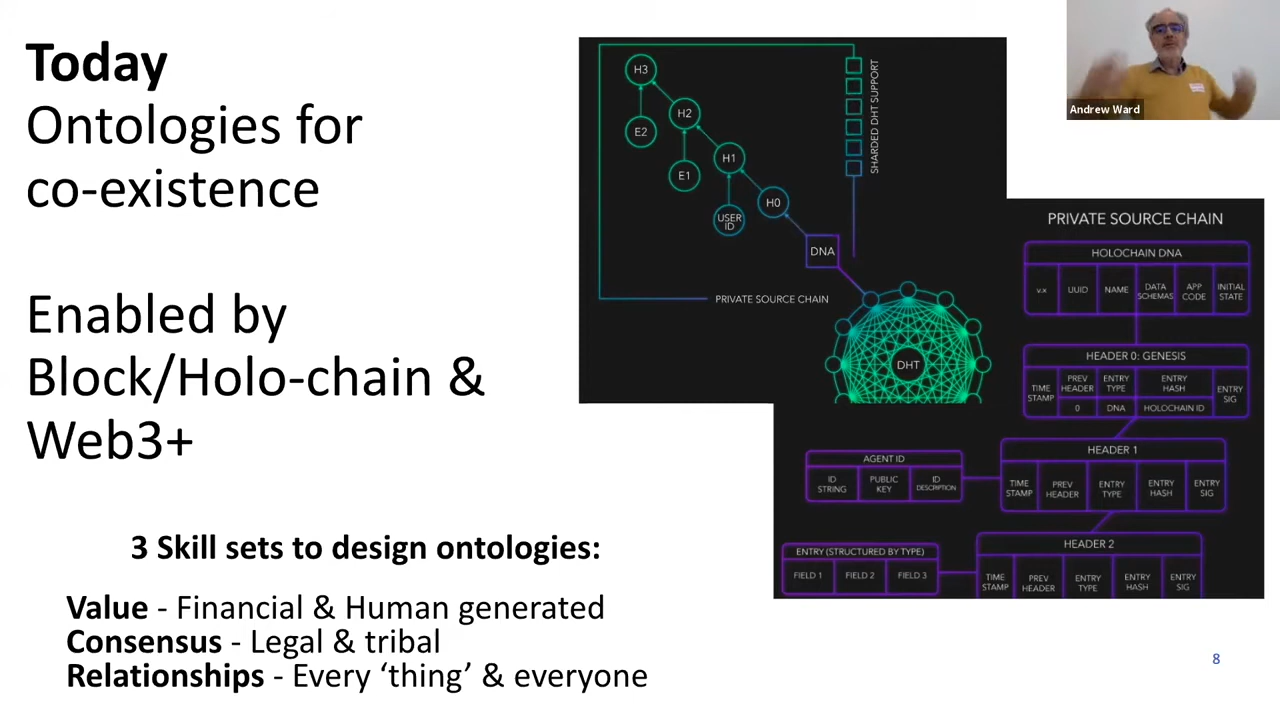 Today
Ontologies for
co-existence
Enabled by
Block/Holo-chain &
Web3+
3 Skill sets to design ontologies:
Value - Financial & Human generated
Consensus - Legal & tribal
Relationships - Every ‘thing’ & everyone
H3
H2
E2
H1
E1
H0
USER
ID
DNA
PRIVATE SOURCE CHAIN
SHARDED DHT SUPPORT
DHT
Andrew Ward
PRIVATE SOURCE CHAIN
HOLOCHAIN DNA
v.x UUID NAME DATA SCHEMAS APP CODE INITIAL STATE
HEADER 0: GENESIS
TIME STAMP PREV HEADER ENTRY TYPE ENTRY HASH ENTRY SIG
0 DNA HOLOCHAIN ID
HEADER 1
TIME STAMP PREV HEADER ENTRY TYPE ENTRY HASH ENTRY SIG
AGENT ID
ID STRING PUBLIC KEY ID DESCRIPTION
HEADER 2
TIME STAMP PREV HEADER ENTRY TYPE ENTRY HASH ENTRY SIG
ENTRY (STRUCTURED BY TYPE)
FIELD 1 FIELD 2 FIELD 3
8